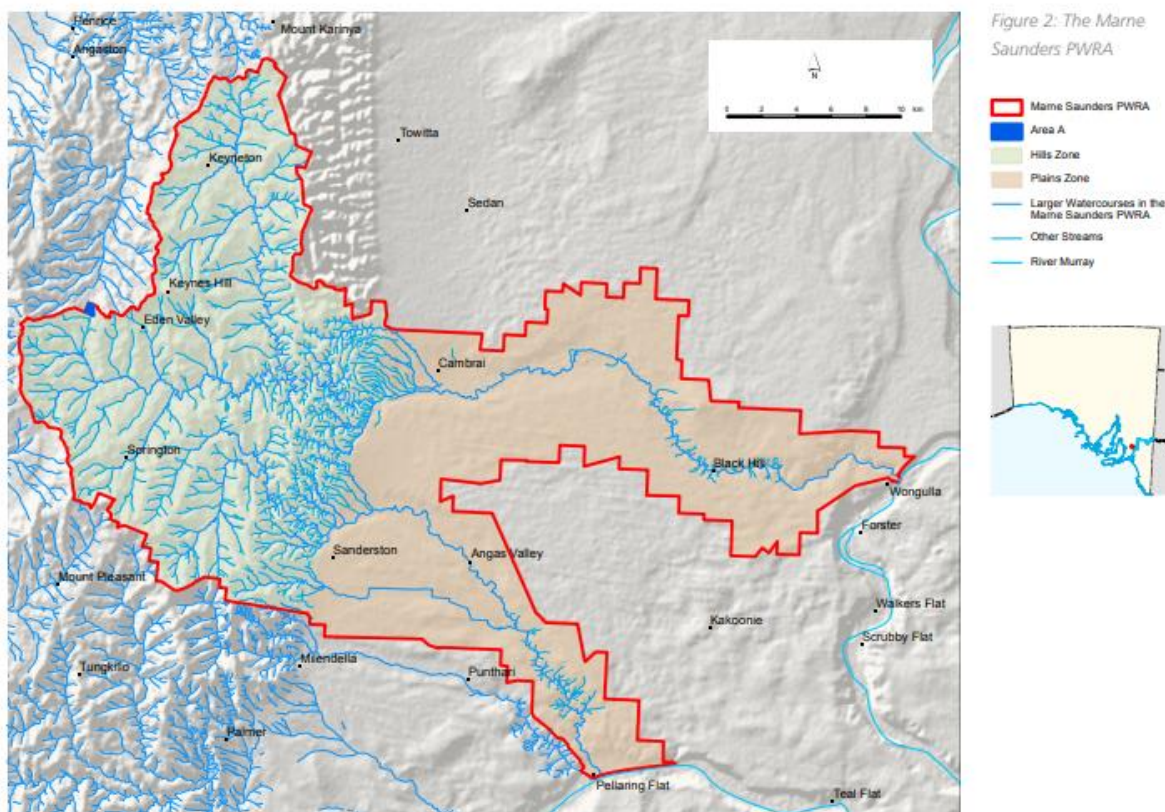 Figure 2: The Marne
Saunders PWRA
Marne Saunders PWRA
Area A
Hills Zone
Plains Zone
Larger Watercourses in the
Marne Saunders PWRA
Other Streams
River Murray
N
0 2 4 6 8 10 km
Penrice
Mount Karinya
Angaston
Towitta
Keyneton
Sedan
Keynes Hill
Eden Valley
Cambrai
Springton
Black Hill
Wongulla
Forster
Sanderston
Angas Valley
Mount Pleasant
Walkers Flat
Kakoonie
Scrubby Flat
Milendella
Tungkillo
Punthari
Palmer
Pellaring Flat
Teal Flat